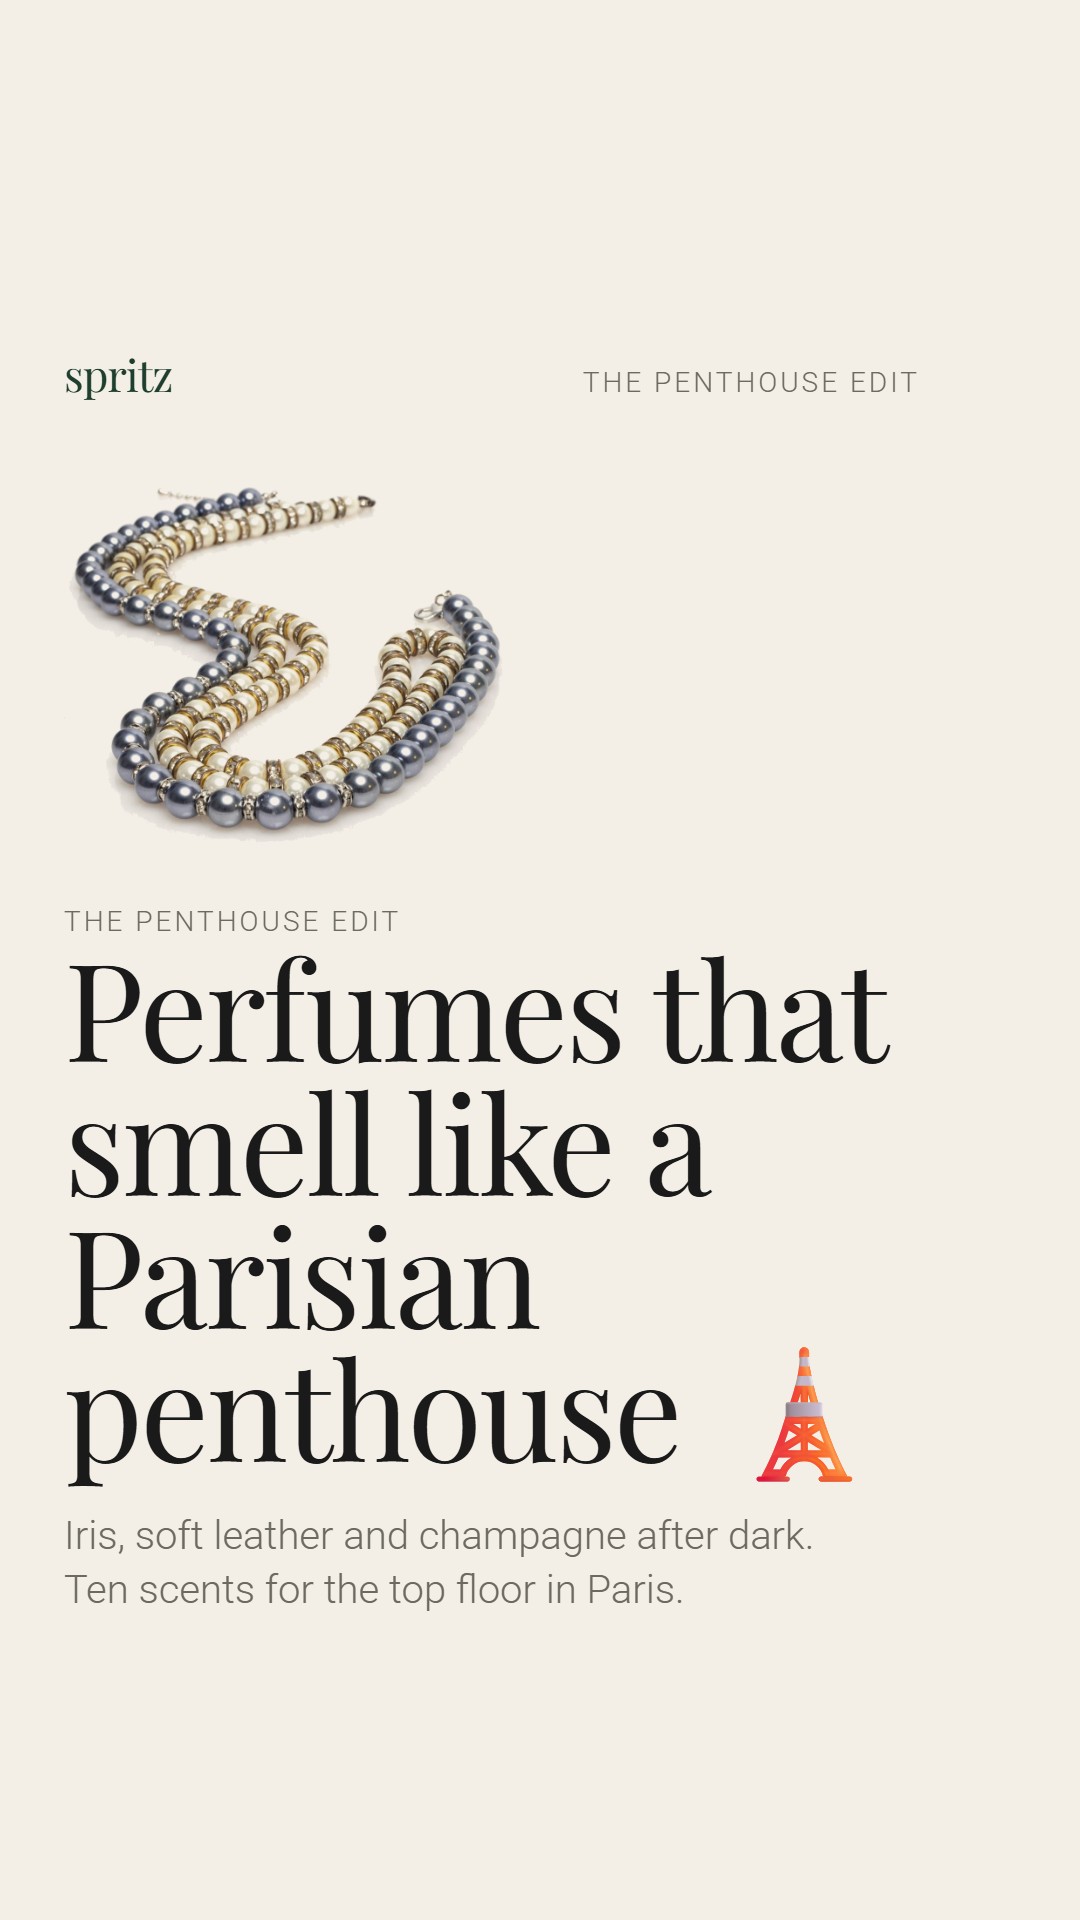 spritz
THE PENTHOUSE EDIT
THE PENTHOUSE EDIT
Perfumes that
smell like a
Parisian
penthouse 🗼
Iris, soft leather and champagne after dark.
Ten scents for the top floor in Paris.